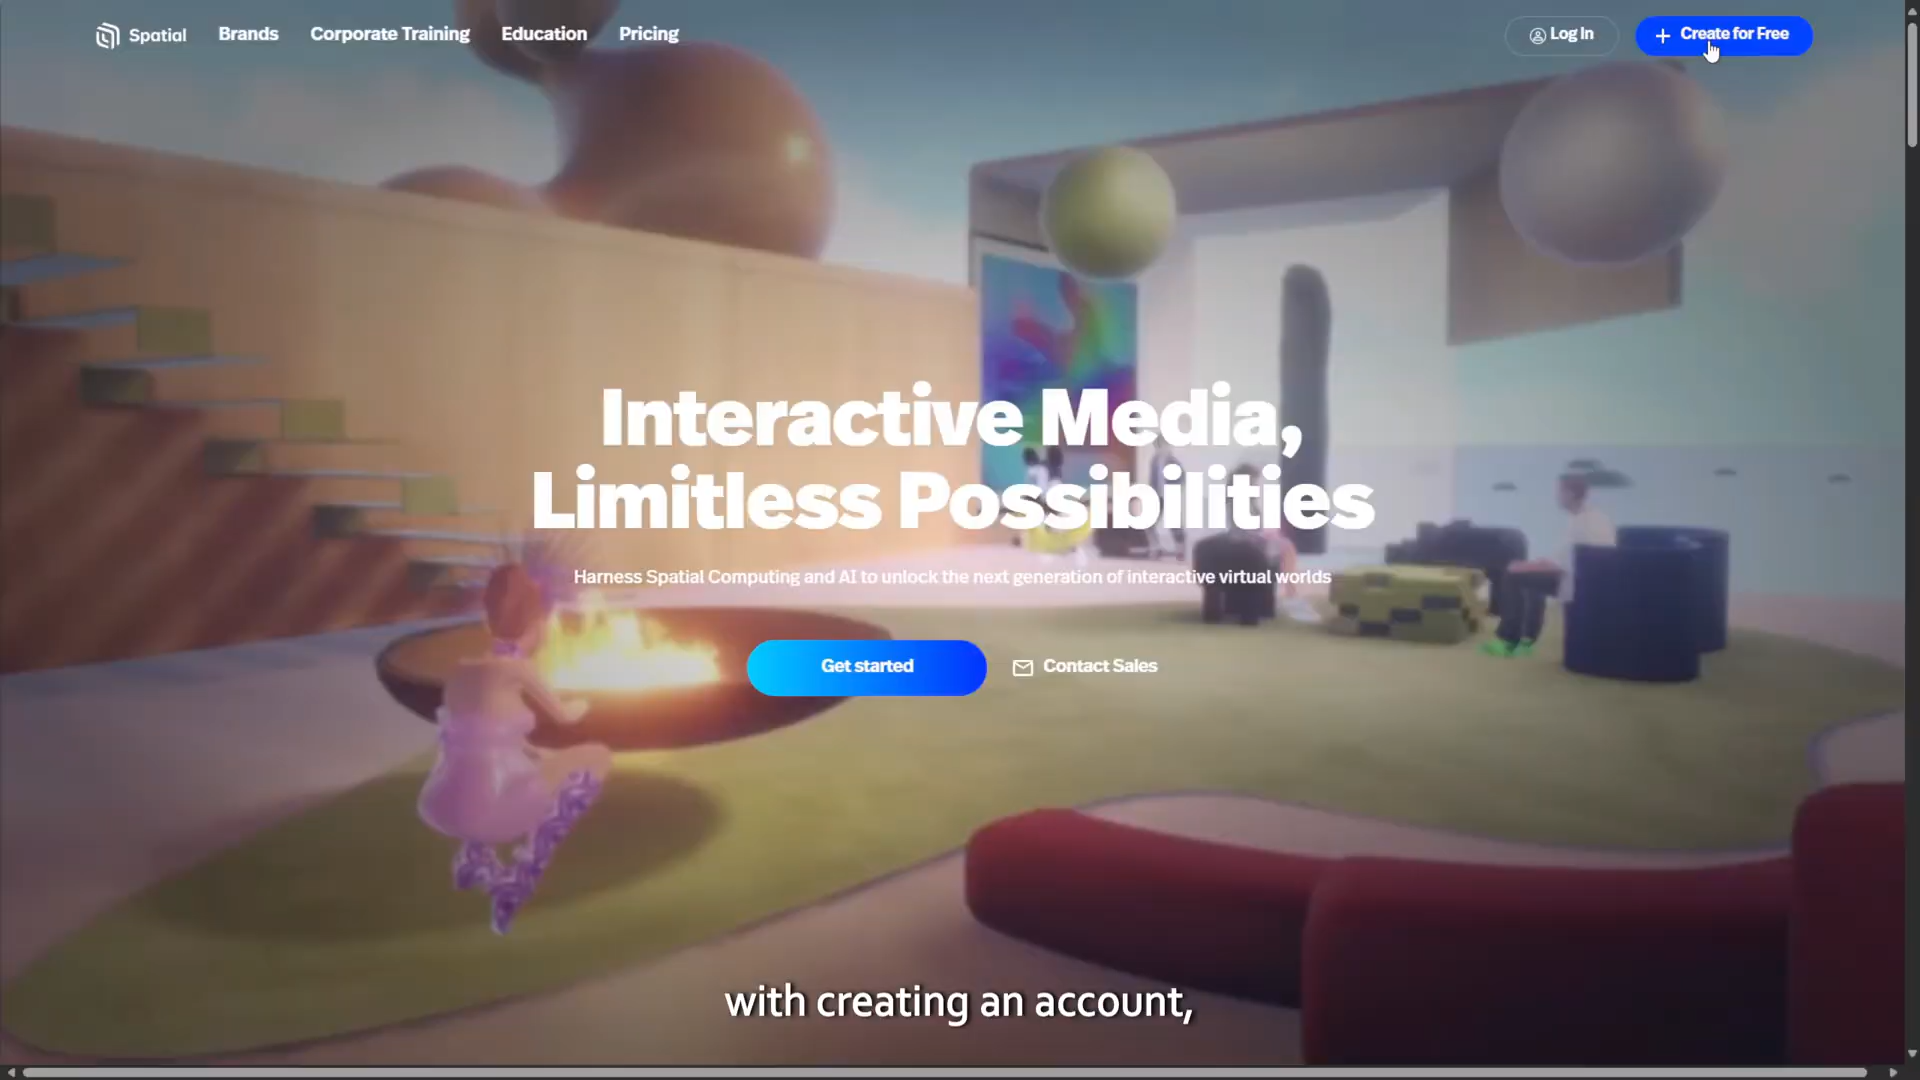 Spatial
Brands
Corporate Training
Education
Pricing
Log In
Create for Free
Interactive Media,
Limitless Possibilities
Harness Spatial Computing and AI to unlock the next generation of interactive virtual worlds
Get started
Contact Sales
with creating an account,